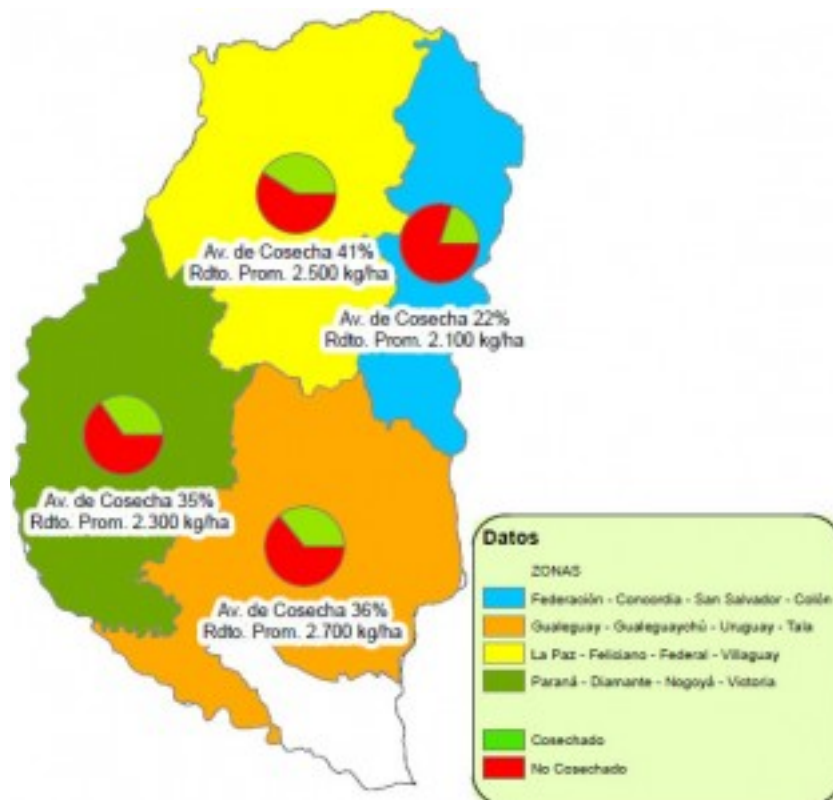 Av. de Cosecha 41%
Rdto. Prom. 2.500 kg/ha
Av. de Cosecha 22%
Rdto. Prom. 2.100 kg/ha
Av. de Cosecha 35%
Rdto. Prom. 2.300 kg/ha
Av. de Cosecha 36%
Rdto. Prom. 2.700 kg/ha
Datos
ZONAS
Federación - Concordia - San Salvador - Colón
Gualeguay - Gualeguaychú - Uruguay - Tala
La Paz - Feliciano - Federal - Villaguay
Paraná - Diamante - Nogoyá - Victoria
Cosechado
No Cosechado